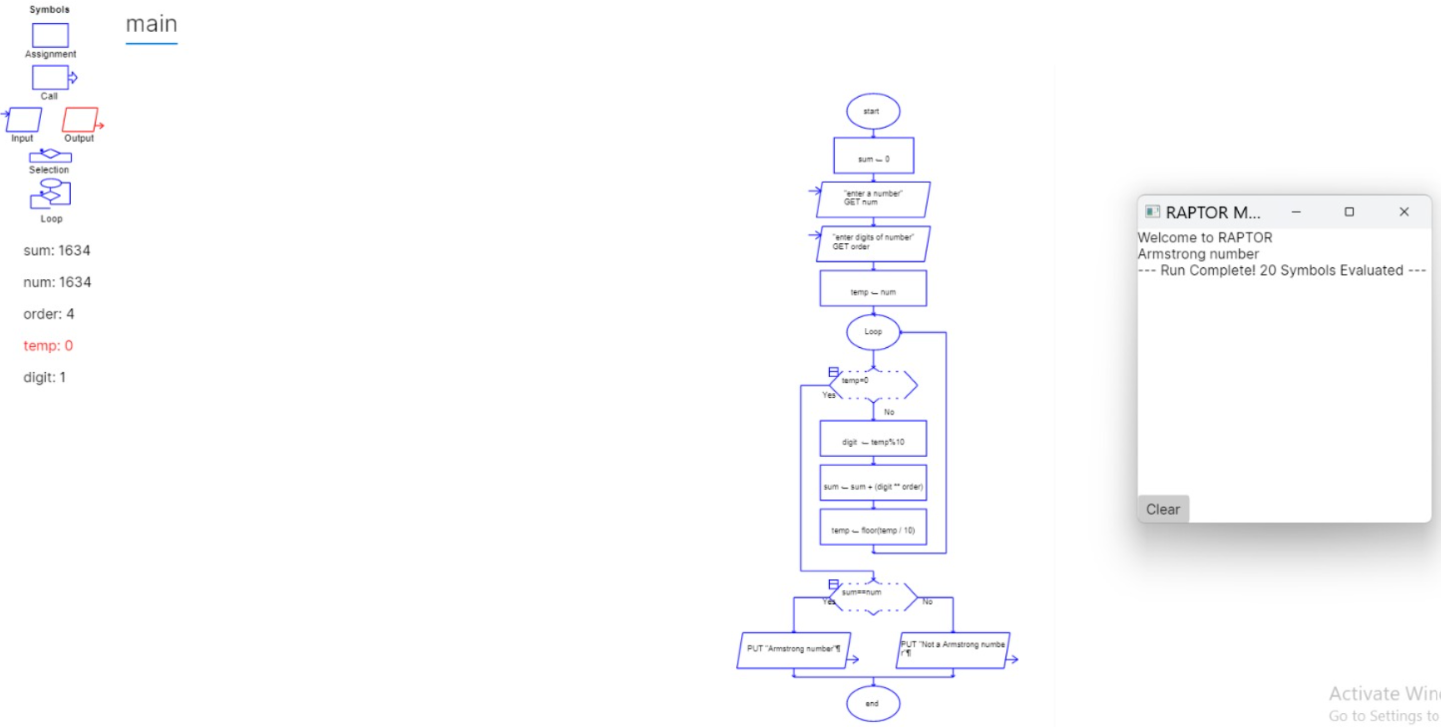 Symbols
Assignment
Call
Input
Output
Selection
Loop
sum: 1634
num: 1634
order: 4
temp: 0
digit: 1
main
start
sum ← 0
"enter a number"
GET num
"enter digits of number"
GET order
temp ← num
Loop
temp=0
Yes
No
digit ← temp%10
sum ← sum + (digit ** order)
temp ← floor(temp / 10)
sum==num
Yes
No
PUT "Armstrong number"¶
PUT "Not a Armstrong numbe
r"¶
end
RAPTOR M...
Welcome to RAPTOR
Armstrong number
--- Run Complete! 20 Symbols Evaluated ---
Clear
Activate Win
Go to Settings to